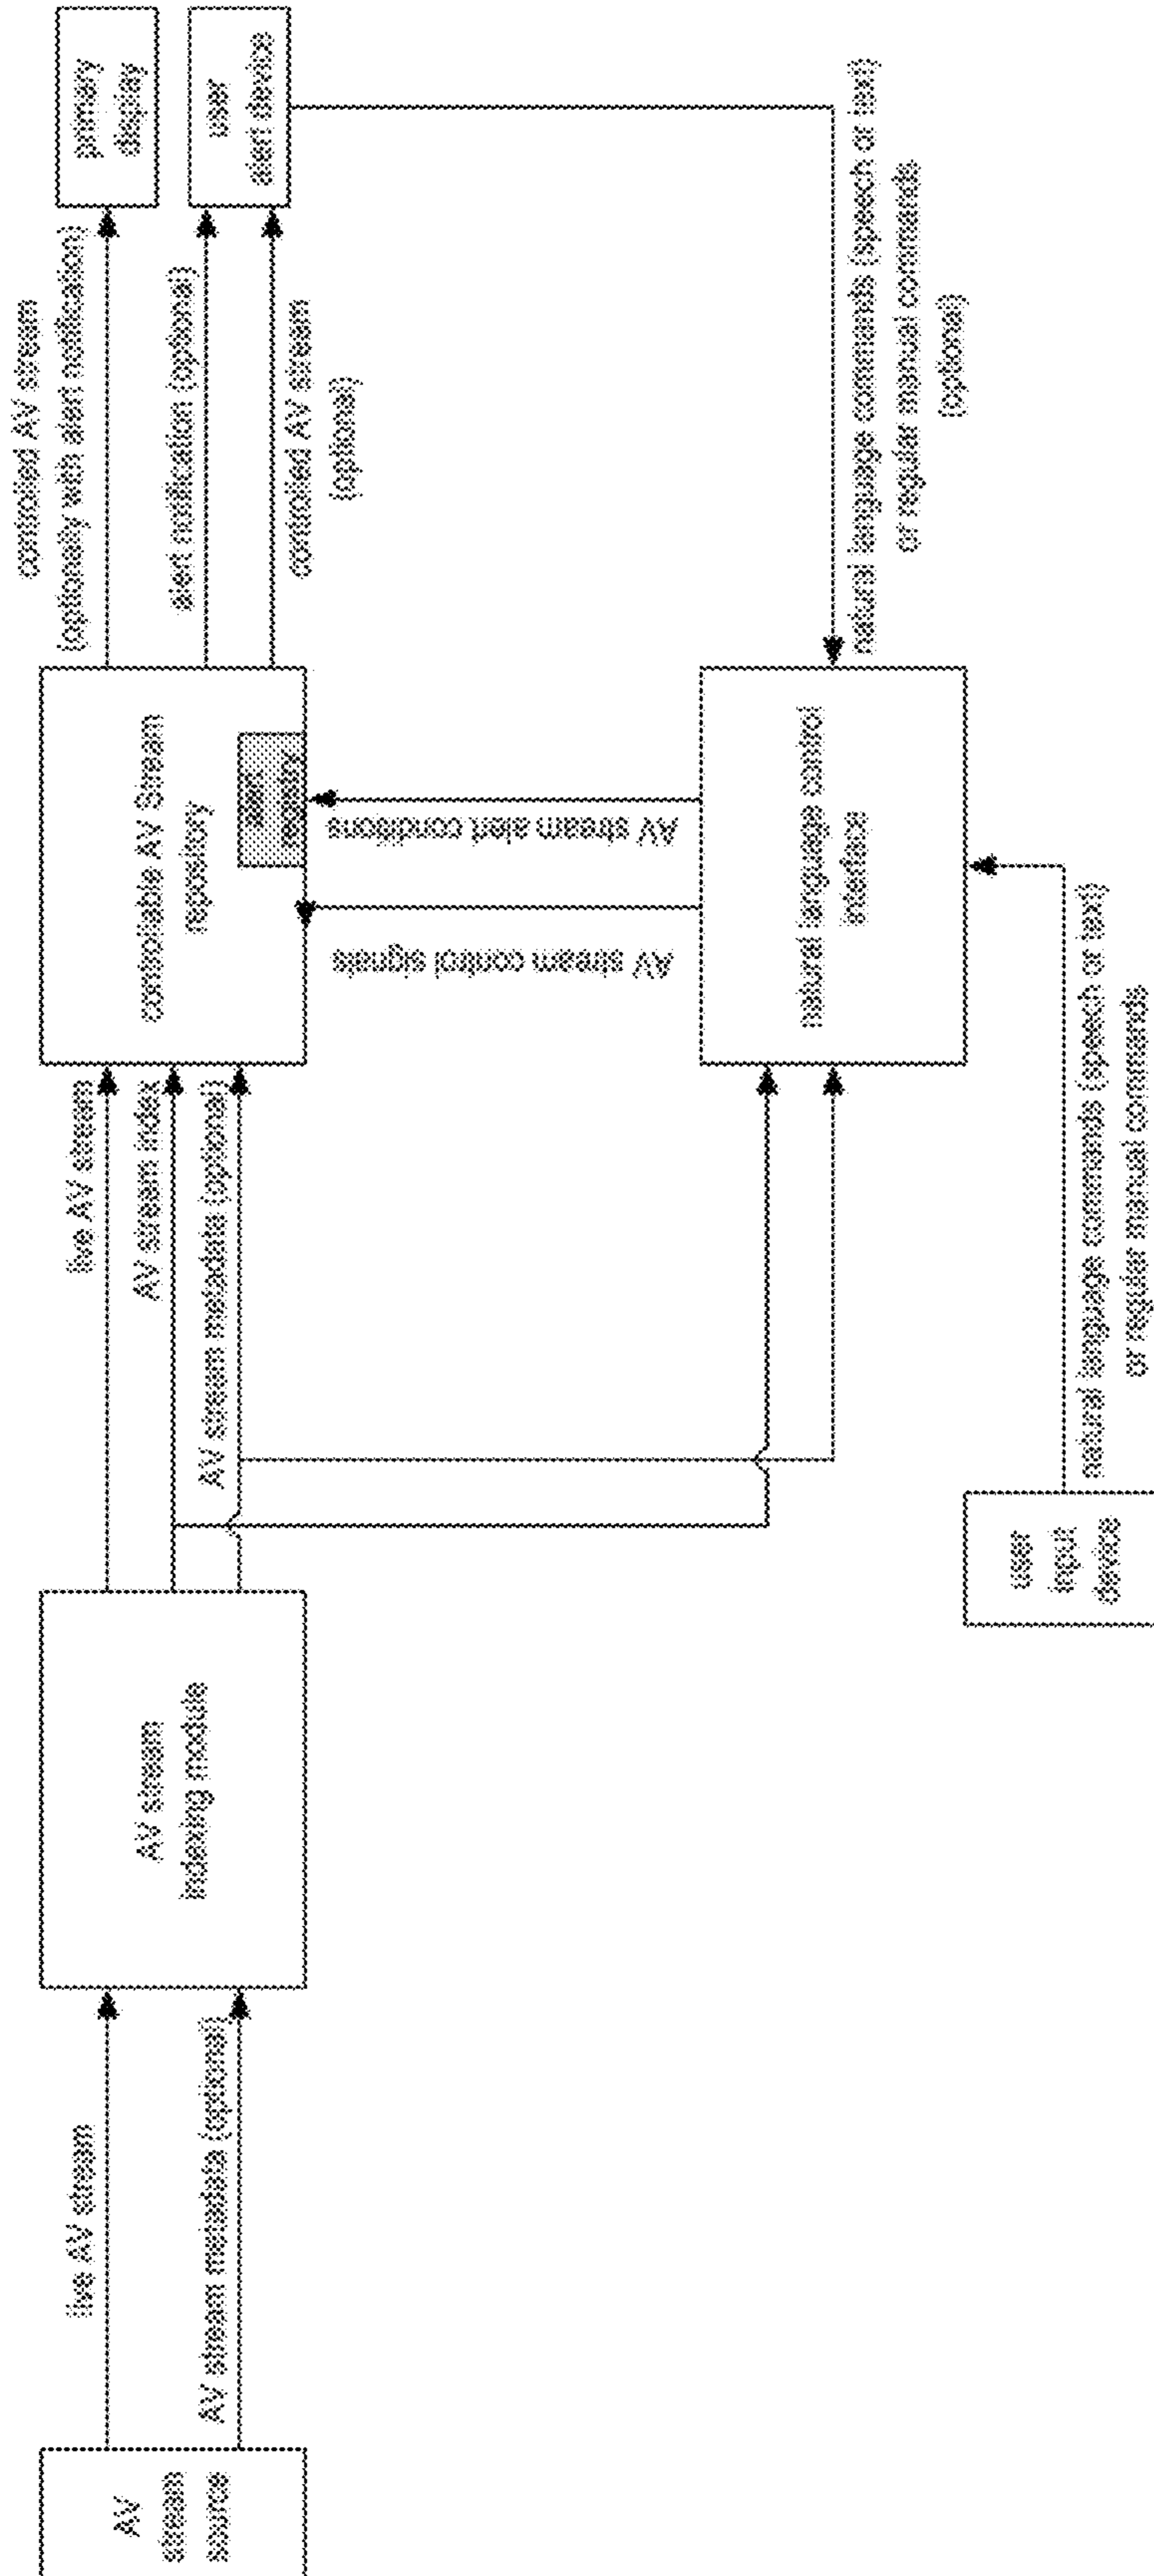 AV
stream
source
live AV stream
AV stream metadata (optional)
AV stream
indexing module
live AV stream
AV stream index
AV stream metadata (optional)
controllable AV Stream
repository
AV stream control signals
AV stream alert conditions
controlled AV stream
(optionally with alert notification)
alert notification (optional)
controlled AV stream
(optional)
primary
display
user
alert device
natural language control
interface
natural language commands (speech or text)
or regular manual commands
(optional)
user
input
device
natural language commands (speech or text)
or regular manual commands